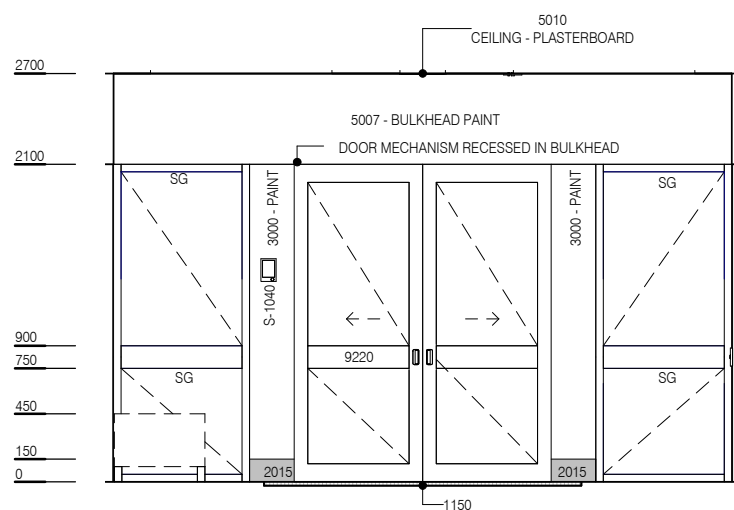 5010
CEILING - PLASTERBOARD
2700
5007 - BULKHEAD PAINT
DOOR MECHANISM RECESSED IN BULKHEAD
2100
SG
3000 - PAINT
3000 - PAINT
SG
S-1040
900
9220
750
SG
SG
450
150
2015
2015
0
1150